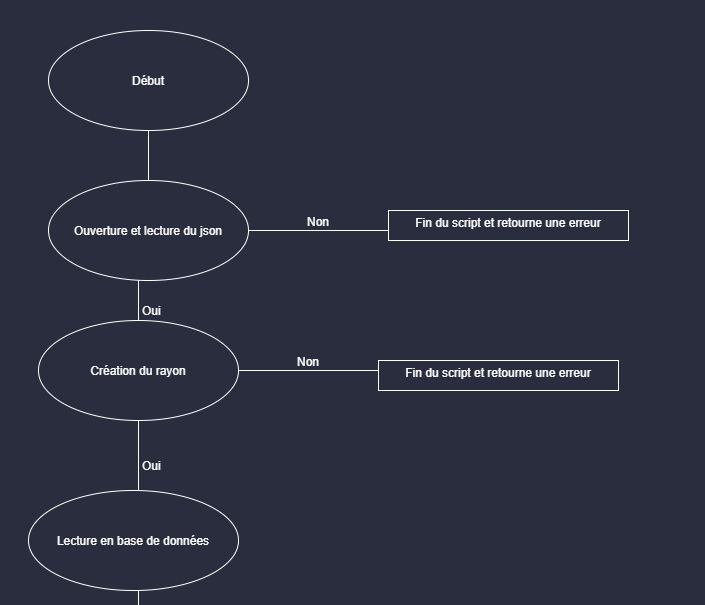 Début
Ouverture et lecture du json
Non
Fin du script et retourne une erreur
Oui
Création du rayon
Non
Fin du script et retourne une erreur
Oui
Lecture en base de données